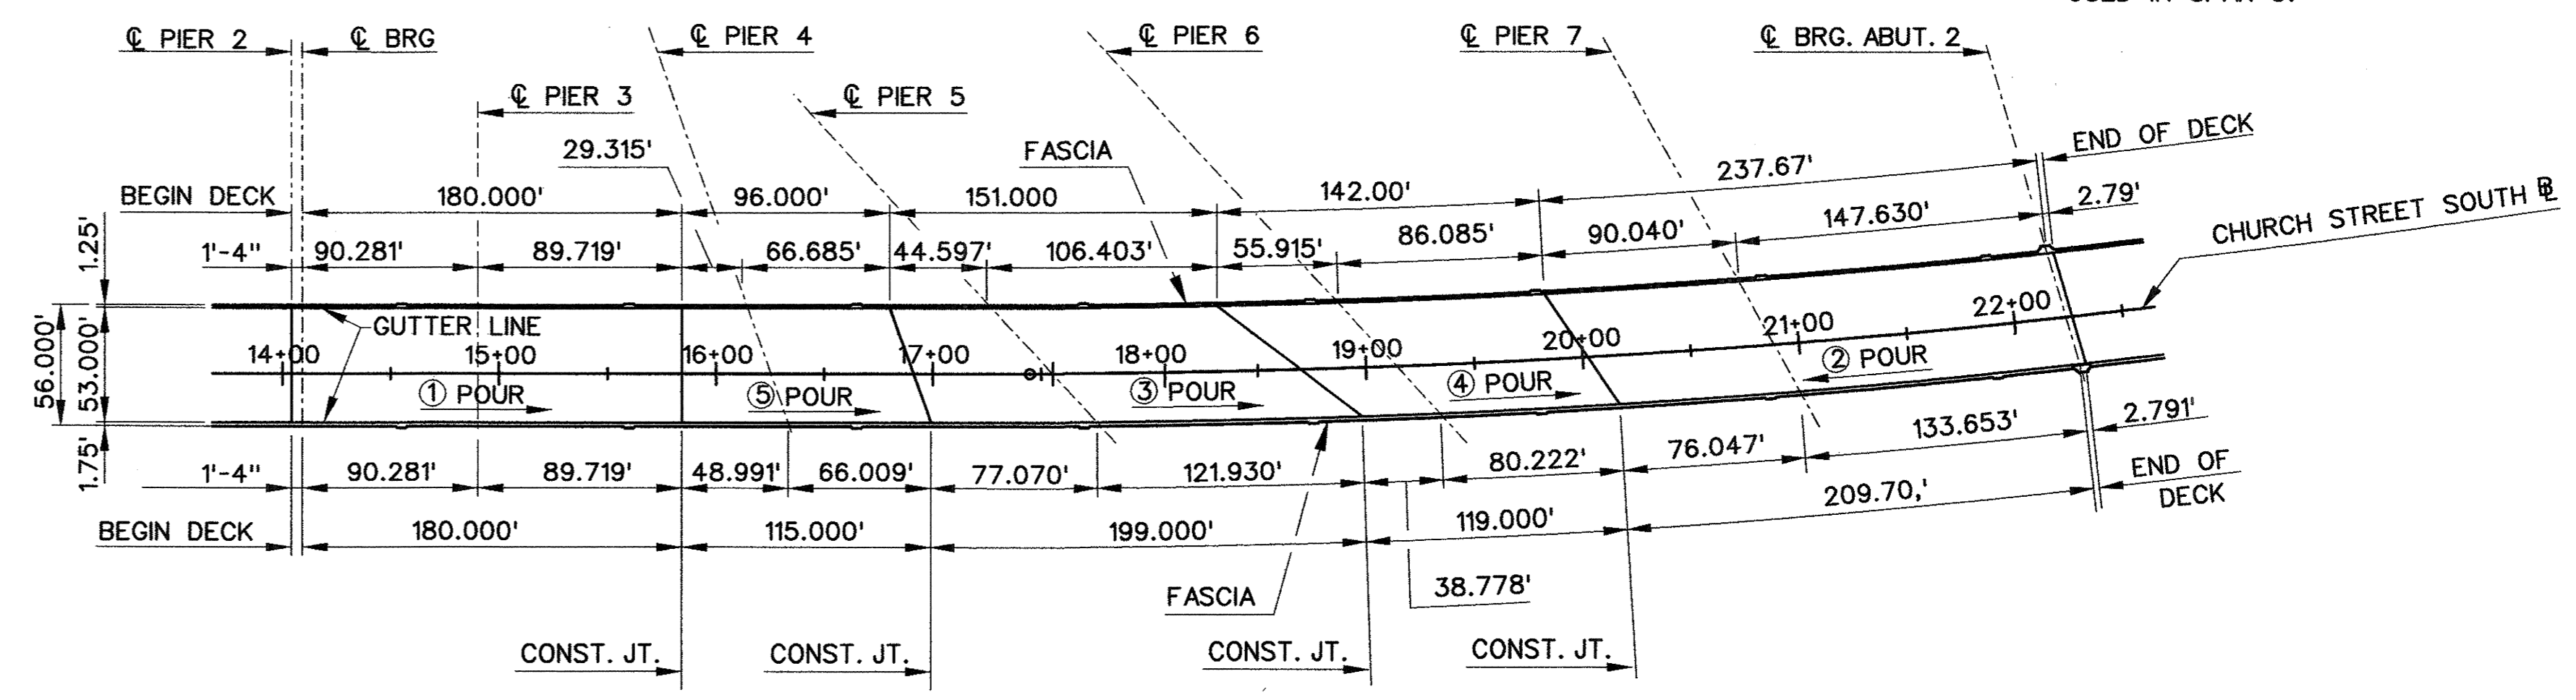 ℄ PIER 2
℄ BRG
℄ PIER 4
℄ PIER 6
℄ PIER 7
℄ BRG. ABUT. 2
℄ PIER 3
℄ PIER 5
29.315'
FASCIA
237.67'
END OF DECK
BEGIN DECK
180.000'
96.000'
151.000
142.00'
2.79'
CHURCH STREET SOUTH
1.25'
1'-4"
90.281'
89.719'
66.685'
44.597'
106.403'
55.915'
86.085'
90.040'
147.630'
56.000'
53.000'
GUTTER LINE
14+00
15+00
16+00
17+00
18+00
19+00
20+00
21+00
22+00
① POUR
⑤ POUR
③ POUR
④ POUR
② POUR
1.75'
1'-4"
90.281'
89.719'
48.991'
66.009'
77.070'
121.930'
80.222'
76.047'
133.653'
2.791'
END OF
DECK
BEGIN DECK
180.000'
115.000'
199.000'
119.000'
209.70,'
FASCIA
38.778'
CONST. JT.
CONST. JT.
CONST. JT.
CONST. JT.